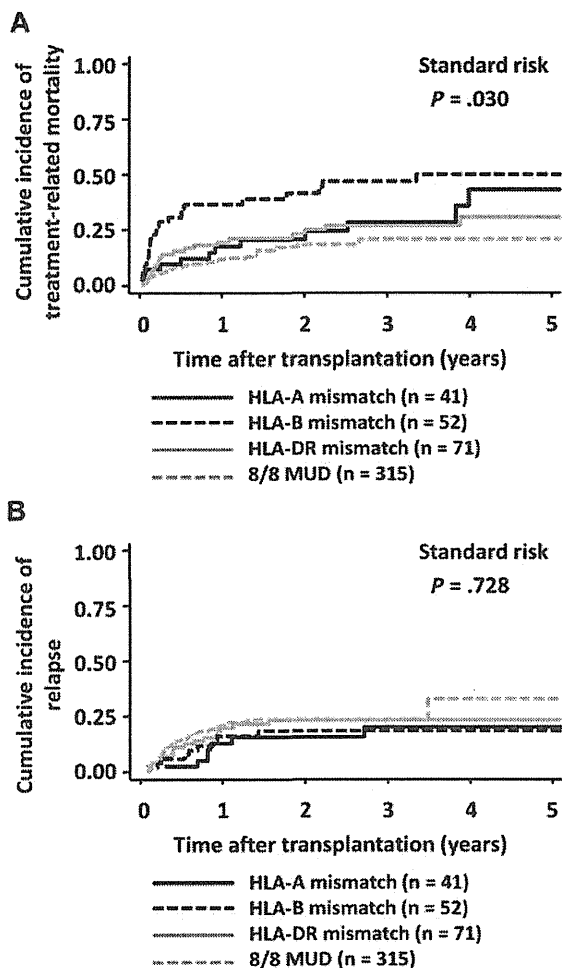 A
Cumulative incidence of
treatment-related mortality
1.00
0.75
0.50
0.25
0.00
Standard risk
P = .030
0 1 2 3 4 5
Time after transplantation (years)
HLA-A mismatch (n = 41)
HLA-B mismatch (n = 52)
HLA-DR mismatch (n = 71)
8/8 MUD (n = 315)
B
Cumulative incidence of
relapse
1.00
0.75
0.50
0.25
0.00
Standard risk
P = .728
0 1 2 3 4 5
Time after transplantation (years)
HLA-A mismatch (n = 41)
HLA-B mismatch (n = 52)
HLA-DR mismatch (n = 71)
8/8 MUD (n = 315)